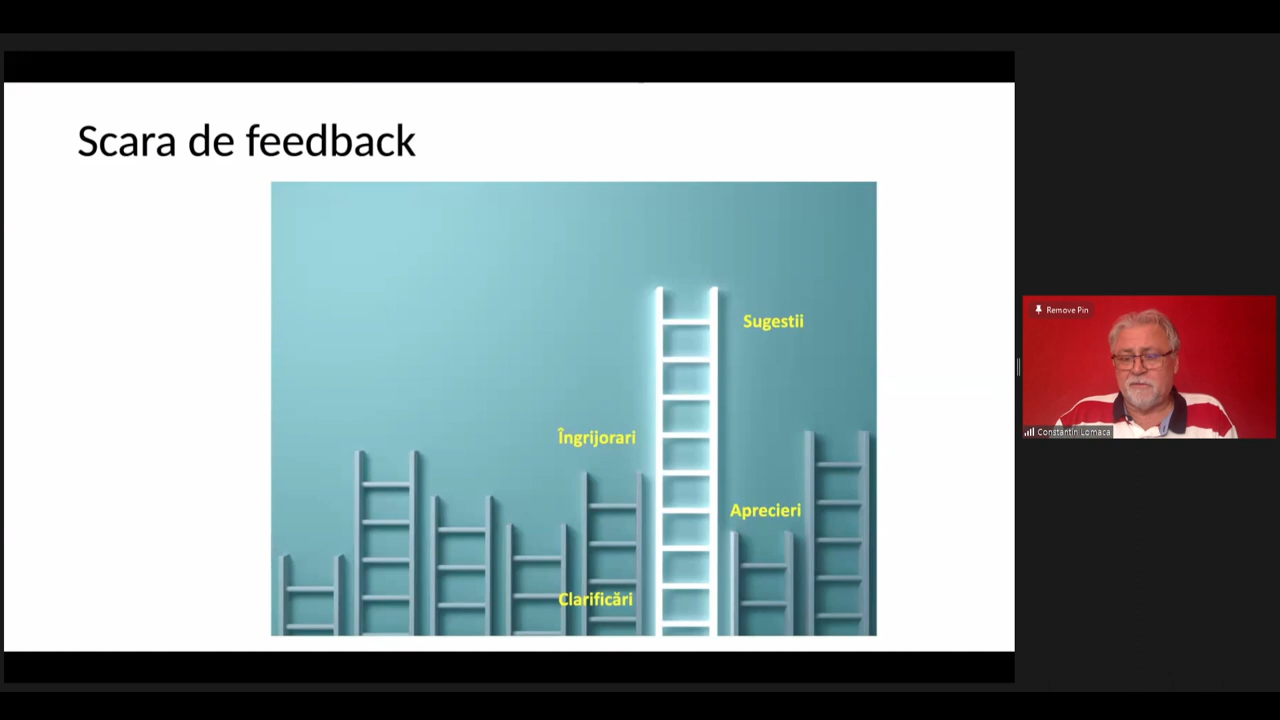 Scara de feedback
Sugestii
Îngrijorari
Aprecieri
Clarificări
Remove Pin
Constantin Lomaca